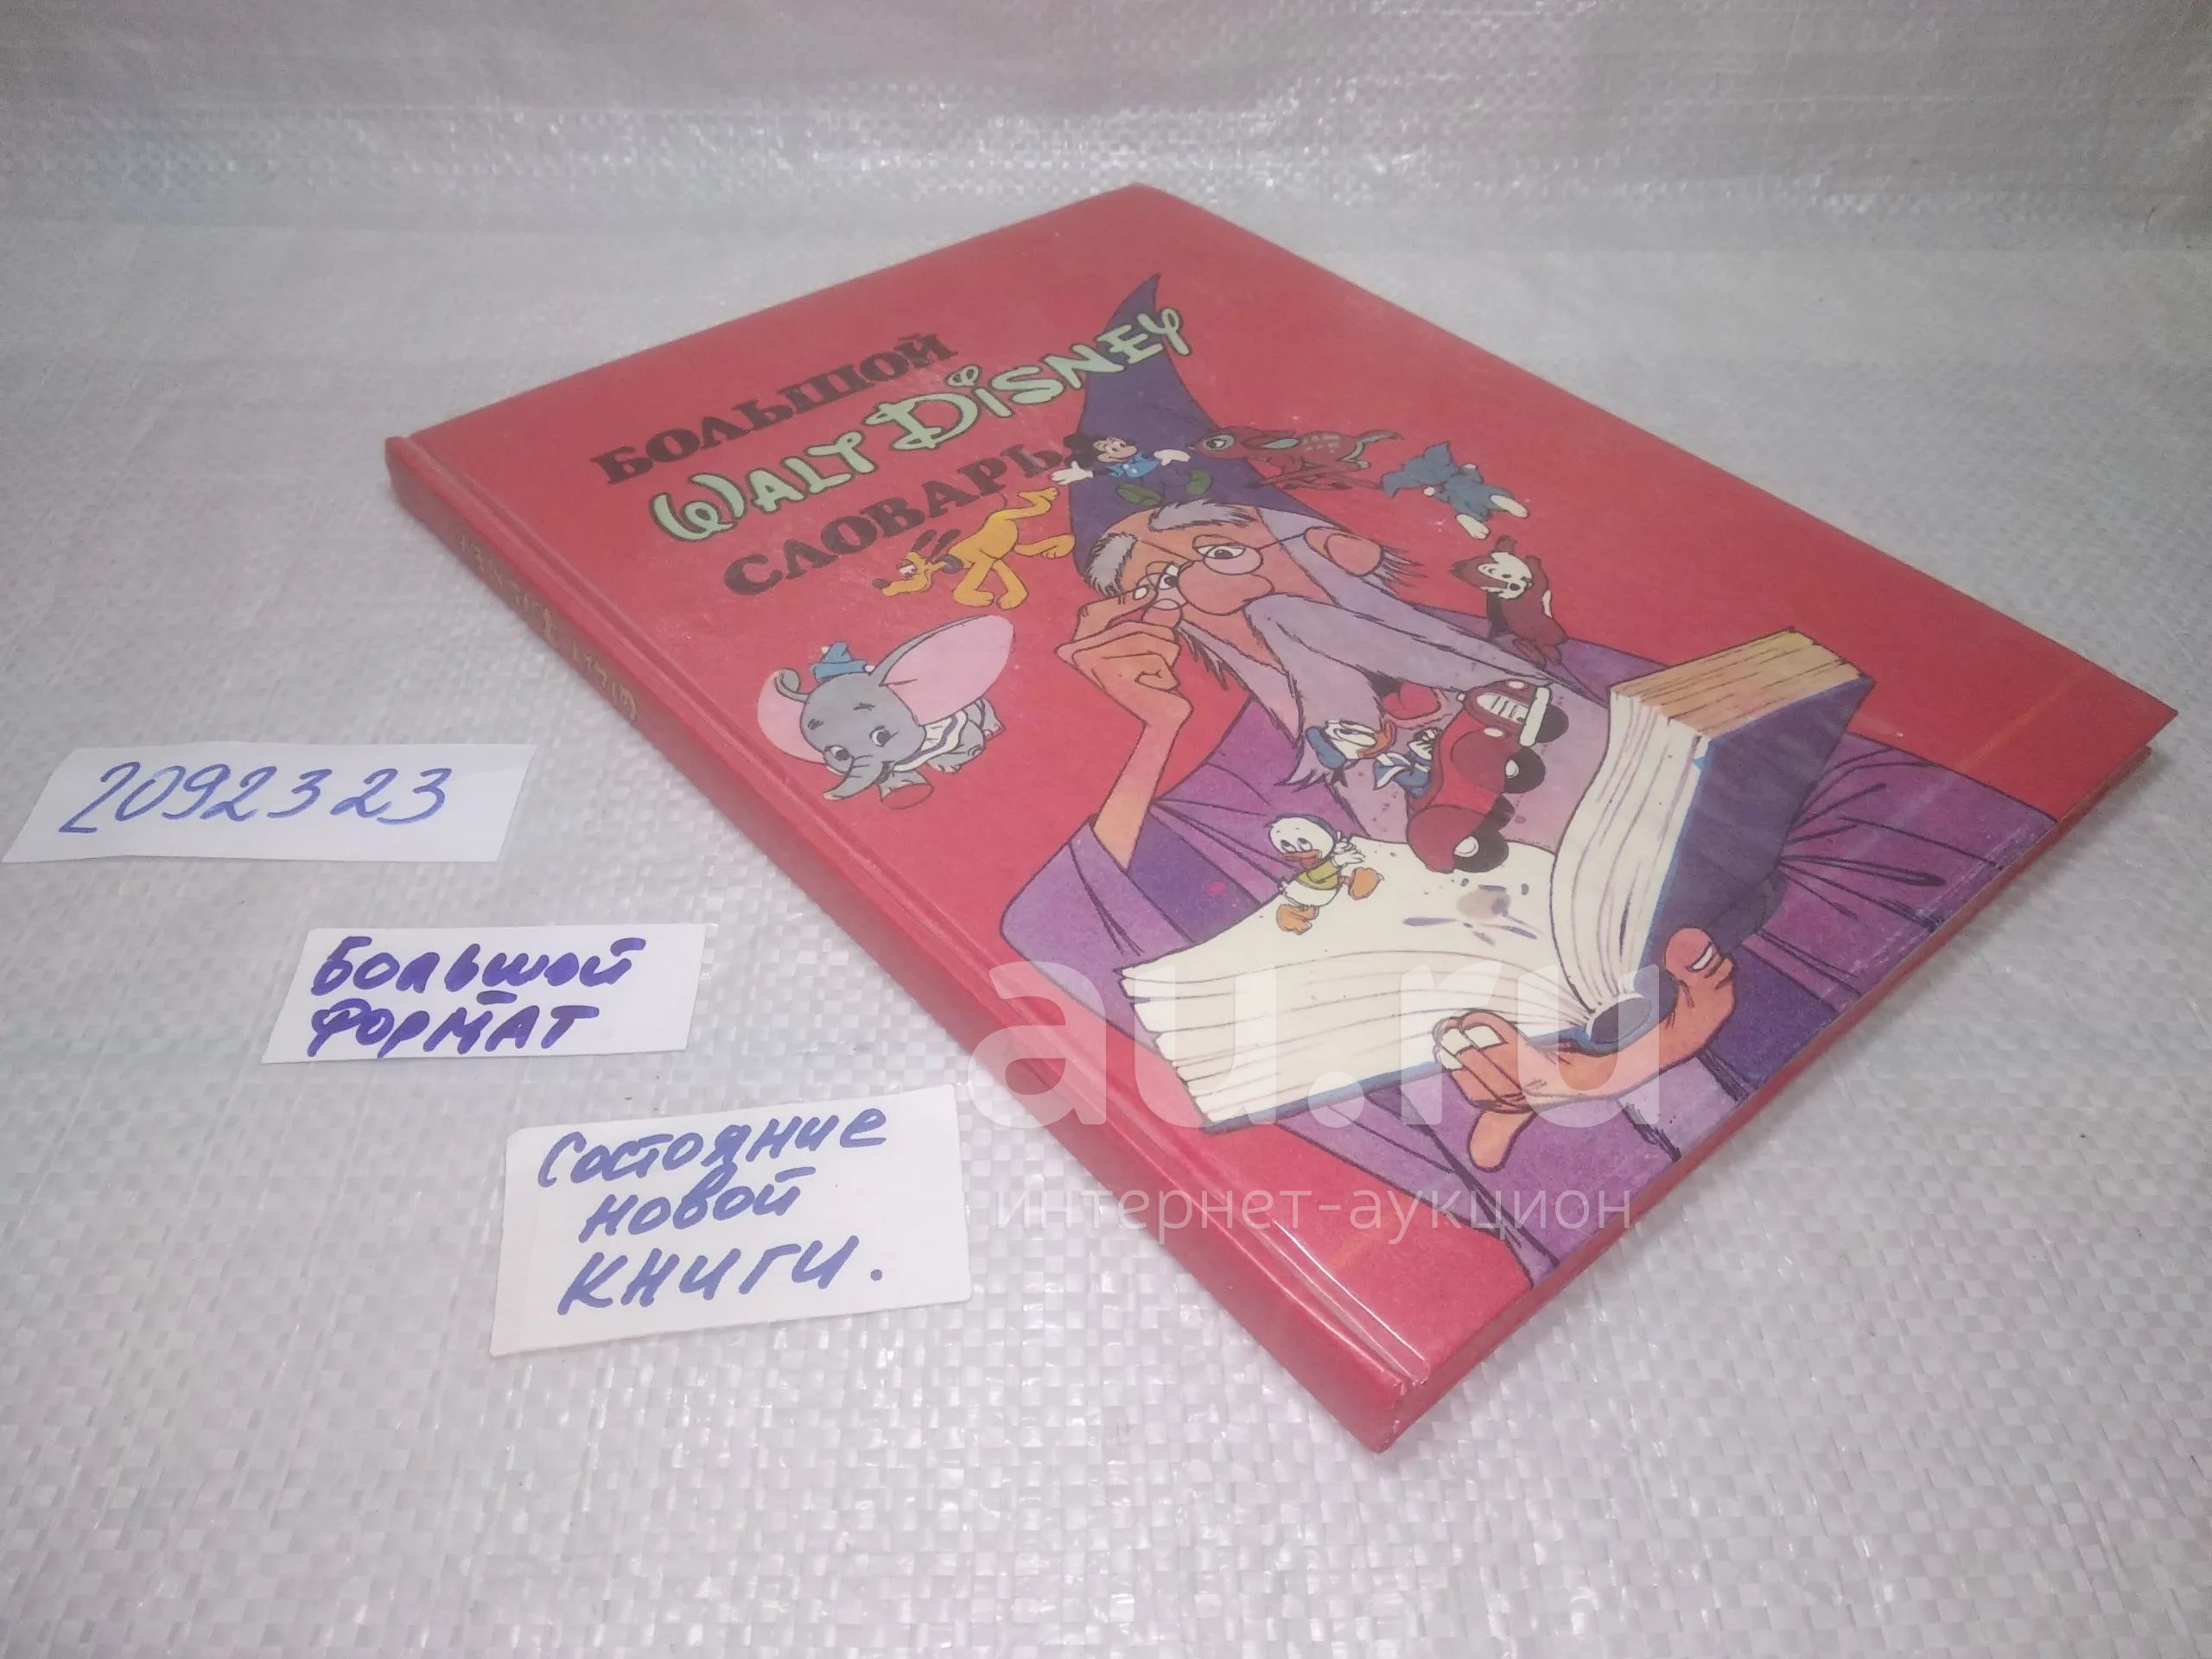 БОЛЬШОЙ
WALT DISNEY
СЛОВАРЬ
2092323
Большой
формат
Состояние
новой
книги.
au.ru
интернет-аукцион